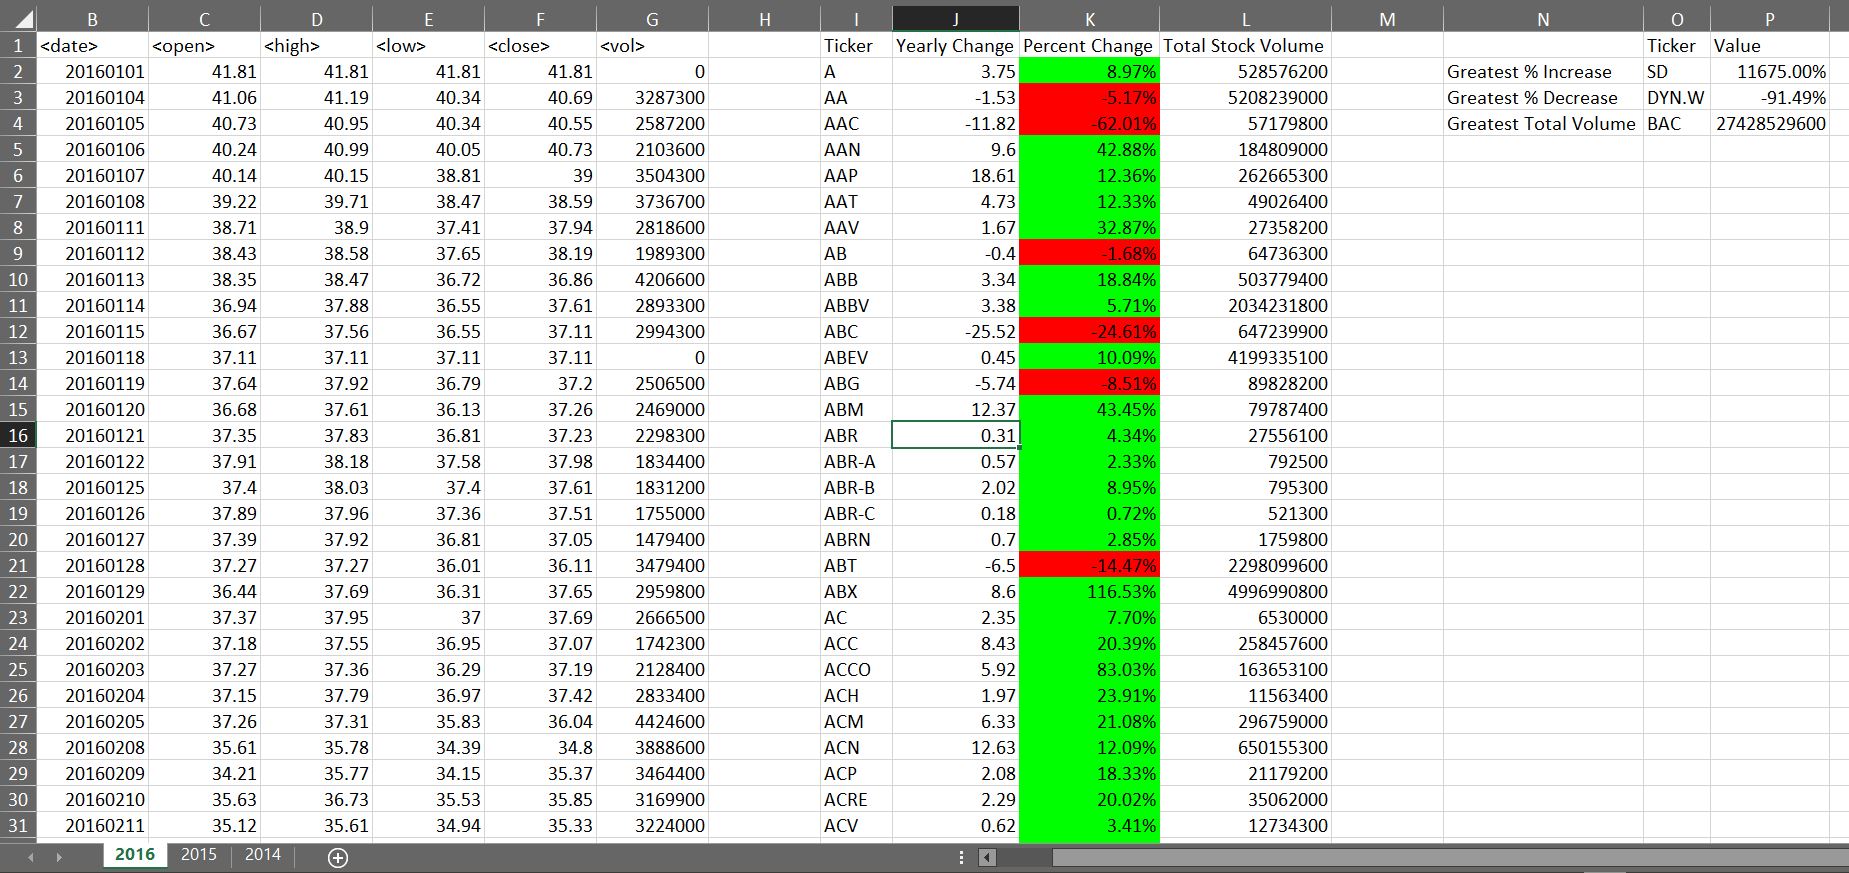 B C D E F G H I J K L M N O P
1 <date> <open> <high> <low> <close> <vol> Ticker Yearly Change Percent Change Total Stock Volume Ticker Value
2 20160101 41.81 41.81 41.81 41.81 0 A 3.75 8.97% 528576200 Greatest % Increase SD 11675.00%
3 20160104 41.06 41.19 40.34 40.69 3287300 AA -1.53 -5.17% 5208239000 Greatest % Decrease DYN.W -91.49%
4 20160105 40.73 40.95 40.34 40.55 2587200 AAC -11.82 -62.01% 57179800 Greatest Total Volume BAC 27428529600
5 20160106 40.24 40.99 40.05 40.73 2103600 AAN 9.6 42.88% 184809000
6 20160107 40.14 40.15 38.81 39 3504300 AAP 18.61 12.36% 262665300
7 20160108 39.22 39.71 38.47 38.59 3736700 AAT 4.73 12.33% 49026400
8 20160111 38.71 38.9 37.41 37.94 2818600 AAV 1.67 32.87% 27358200
9 20160112 38.43 38.58 37.65 38.19 1989300 AB -0.4 -1.68% 64736300
10 20160113 38.35 38.47 36.72 36.86 4206600 ABB 3.34 18.84% 503779400
11 20160114 36.94 37.88 36.55 37.61 2893300 ABBV 3.38 5.71% 2034231800
12 20160115 36.67 37.56 36.55 37.11 2994300 ABC -25.52 -24.61% 647239900
13 20160118 37.11 37.11 37.11 37.11 0 ABEV 0.45 10.09% 4199335100
14 20160119 37.64 37.92 36.79 37.2 2506500 ABG -5.74 -8.51% 89828200
15 20160120 36.68 37.61 36.13 37.26 2469000 ABM 12.37 43.45% 79787400
16 20160121 37.35 37.83 36.81 37.23 2298300 ABR 0.31 4.34% 27556100
17 20160122 37.91 38.18 37.58 37.98 1834400 ABR-A 0.57 2.33% 792500
18 20160125 37.4 38.03 37.4 37.61 1831200 ABR-B 2.02 8.95% 795300
19 20160126 37.89 37.96 37.36 37.51 1755000 ABR-C 0.18 0.72% 521300
20 20160127 37.39 37.92 36.81 37.05 1479400 ABRN 0.7 2.85% 1759800
21 20160128 37.27 37.27 36.01 36.11 3479400 ABT -6.5 -14.47% 2298099600
22 20160129 36.44 37.69 36.31 37.65 2959800 ABX 8.6 116.53% 4996990800
23 20160201 37.37 37.95 37 37.69 2666500 AC 2.35 7.70% 6530000
24 20160202 37.18 37.55 36.95 37.07 1742300 ACC 8.43 20.39% 258457600
25 20160203 37.27 37.36 36.29 37.19 2128400 ACCO 5.92 83.03% 163653100
26 20160204 37.15 37.79 36.97 37.42 2833400 ACH 1.97 23.91% 11563400
27 20160205 37.26 37.31 35.83 36.04 4424600 ACM 6.33 21.08% 296759000
28 20160208 35.61 35.78 34.39 34.8 3888600 ACN 12.63 12.09% 650155300
29 20160209 34.21 35.77 34.15 35.37 3464400 ACP 2.08 18.33% 21179200
30 20160210 35.63 36.73 35.53 35.85 3169900 ACRE 2.29 20.02% 35062000
31 20160211 35.12 35.61 34.94 35.33 3224000 ACV 0.62 3.41% 12734300
2016 2015 2014